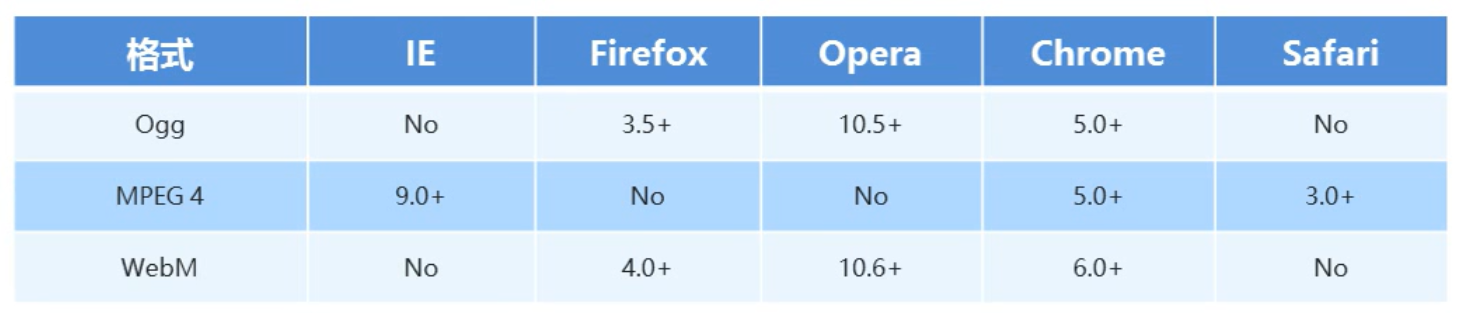 格式 IE Firefox Opera Chrome Safari
Ogg No 3.5+ 10.5+ 5.0+ No
MPEG 4 9.0+ No No 5.0+ 3.0+
WebM No 4.0+ 10.6+ 6.0+ No